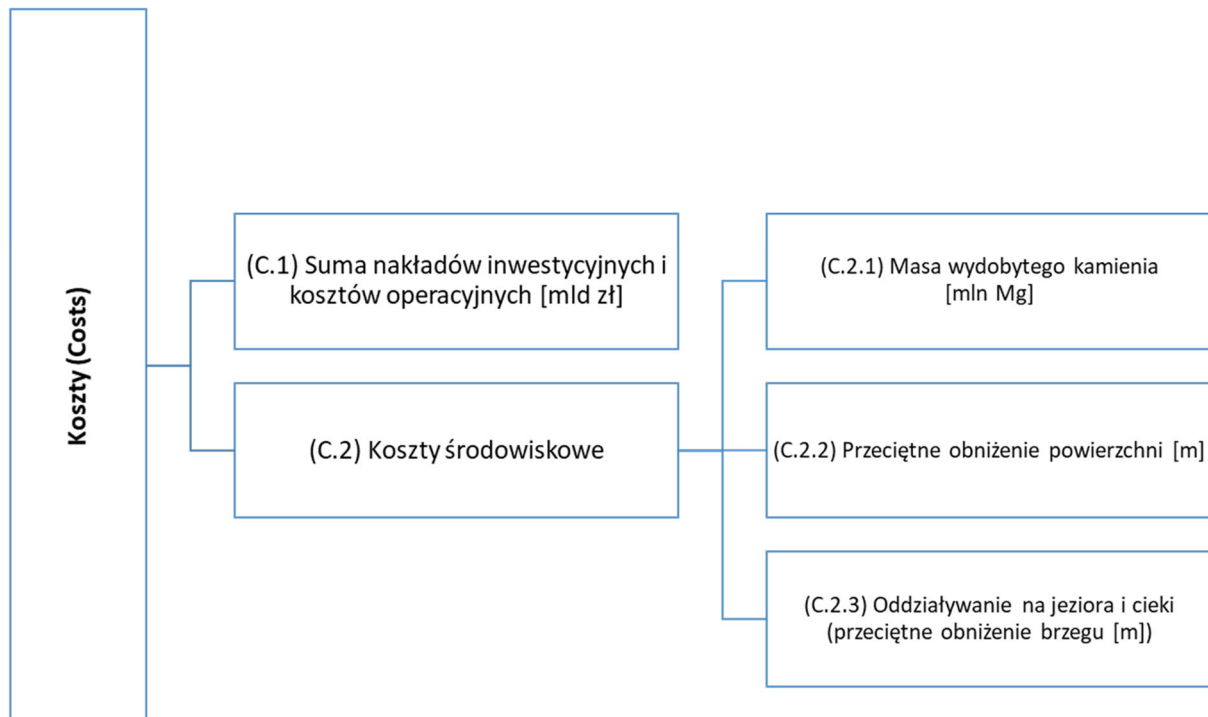 Koszty (Costs)
(C.1) Suma nakładów inwestycyjnych i
kosztów operacyjnych [mld zł]
(C.2) Koszty środowiskowe
(C.2.1) Masa wydobytego kamienia
[mln Mg]
(C.2.2) Przeciętne obniżenie powierzchni [m]
(C.2.3) Oddziaływanie na jeziora i cieki
(przeciętne obniżenie brzegu [m])